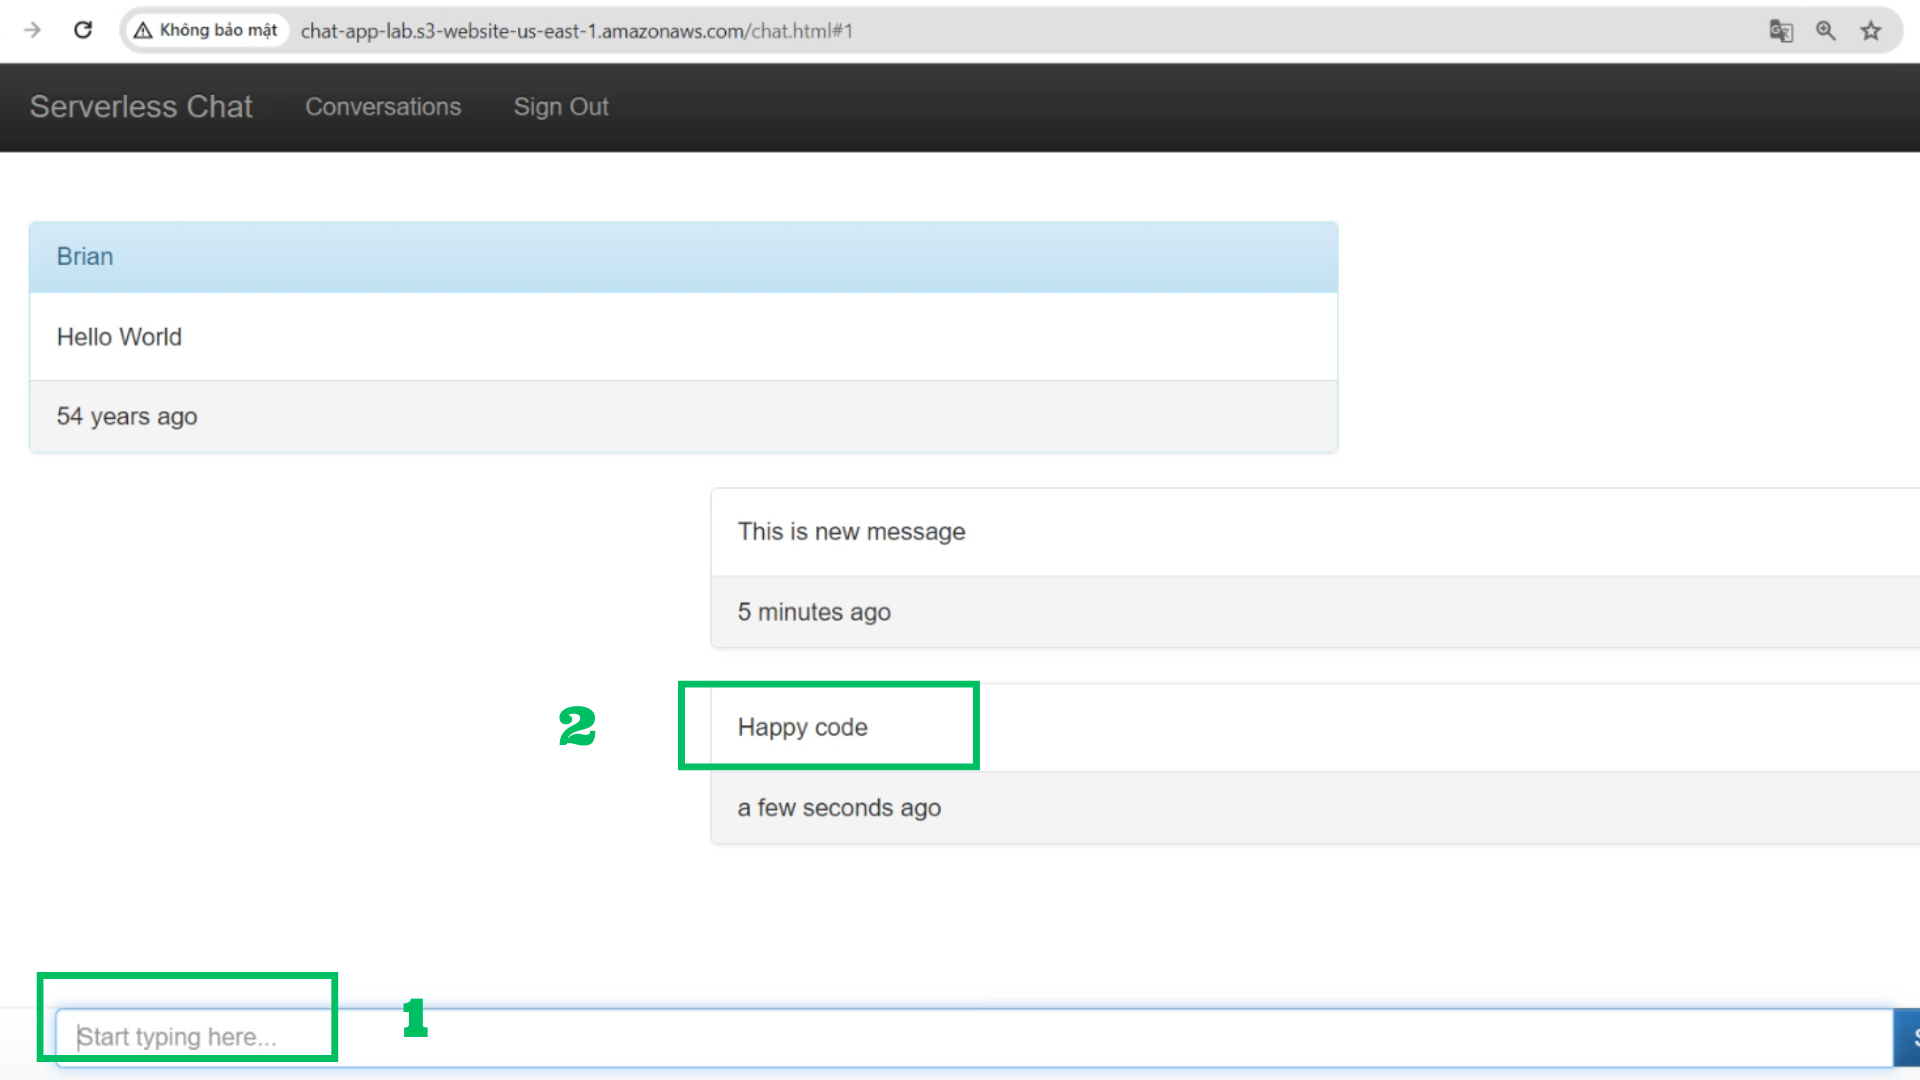 Không bảo mật chat-app-lab.s3-website-us-east-1.amazonaws.com/chat.html#1
Serverless Chat Conversations Sign Out
Brian
Hello World
54 years ago
This is new message
5 minutes ago
2 Happy code
a few seconds ago
Start typing here... 1